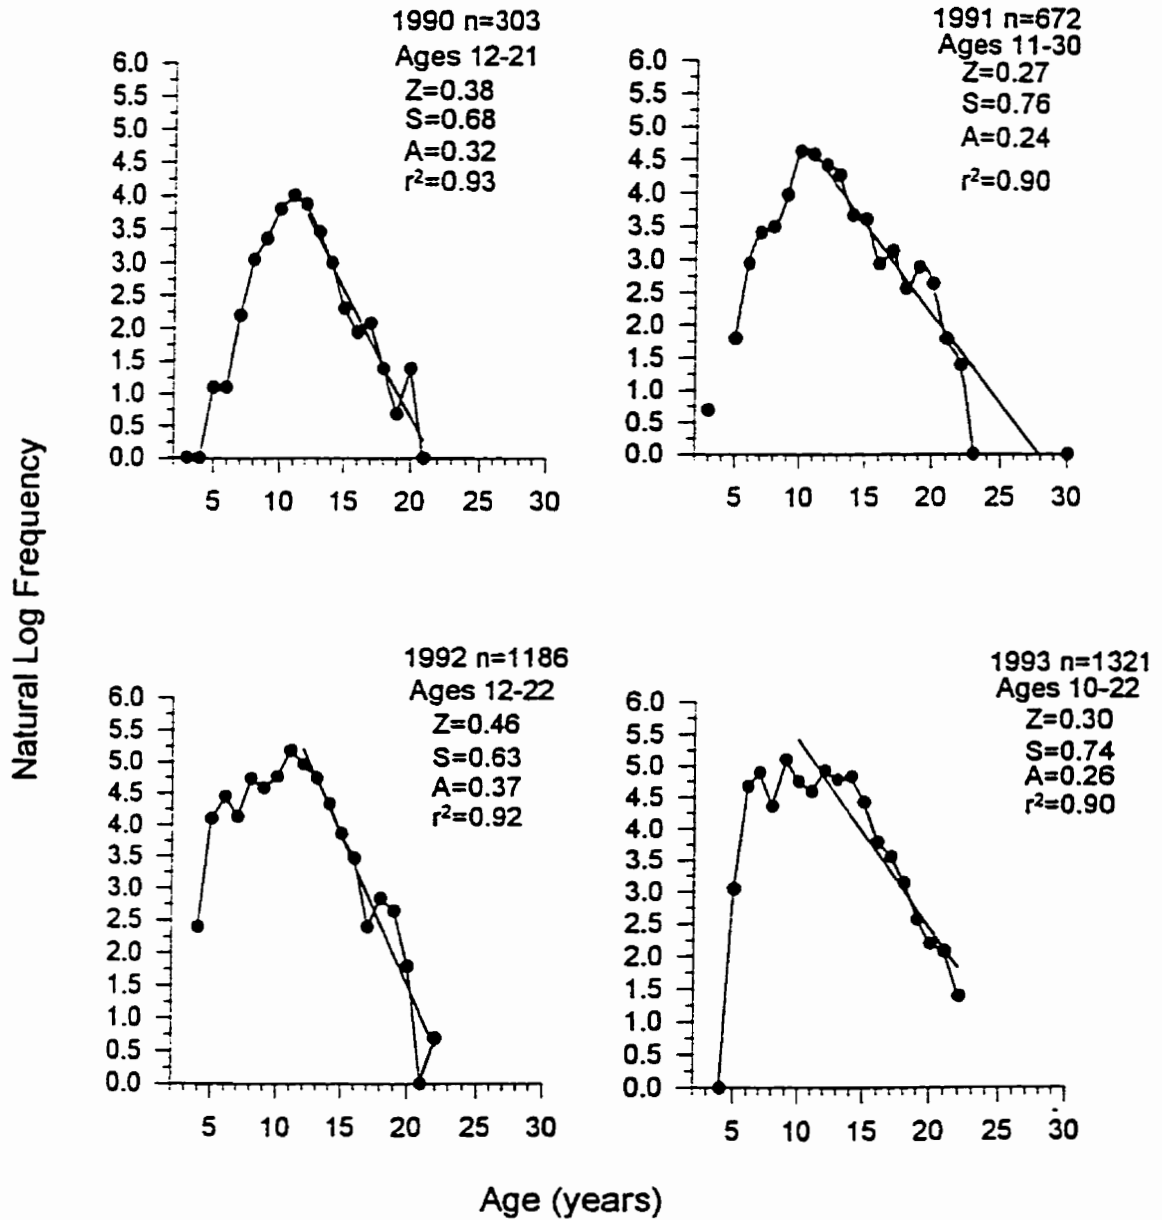 1990 n=303
Ages 12-21
Z=0.38
S=0.68
A=0.32
r²=0.93
6.0
5.5
5.0
4.5
4.0
3.5
3.0
2.5
2.0
1.5
1.0
0.5
0.0
5 10 15 20 25 30
1991 n=672
Ages 11-30
Z=0.27
S=0.76
A=0.24
r²=0.90
6.0
5.5
5.0
4.5
4.0
3.5
3.0
2.5
2.0
1.5
1.0
0.5
0.0
5 10 15 20 25 30
Natural Log Frequency
1992 n=1186
Ages 12-22
Z=0.46
S=0.63
A=0.37
r²=0.92
6.0
5.5
5.0
4.5
4.0
3.5
3.0
2.5
2.0
1.5
1.0
0.5
0.0
5 10 15 20 25 30
1993 n=1321
Ages 10-22
Z=0.30
S=0.74
A=0.26
r²=0.90
6.0
5.5
5.0
4.5
4.0
3.5
3.0
2.5
2.0
1.5
1.0
0.5
0.0
5 10 15 20 25 30
Age (years)